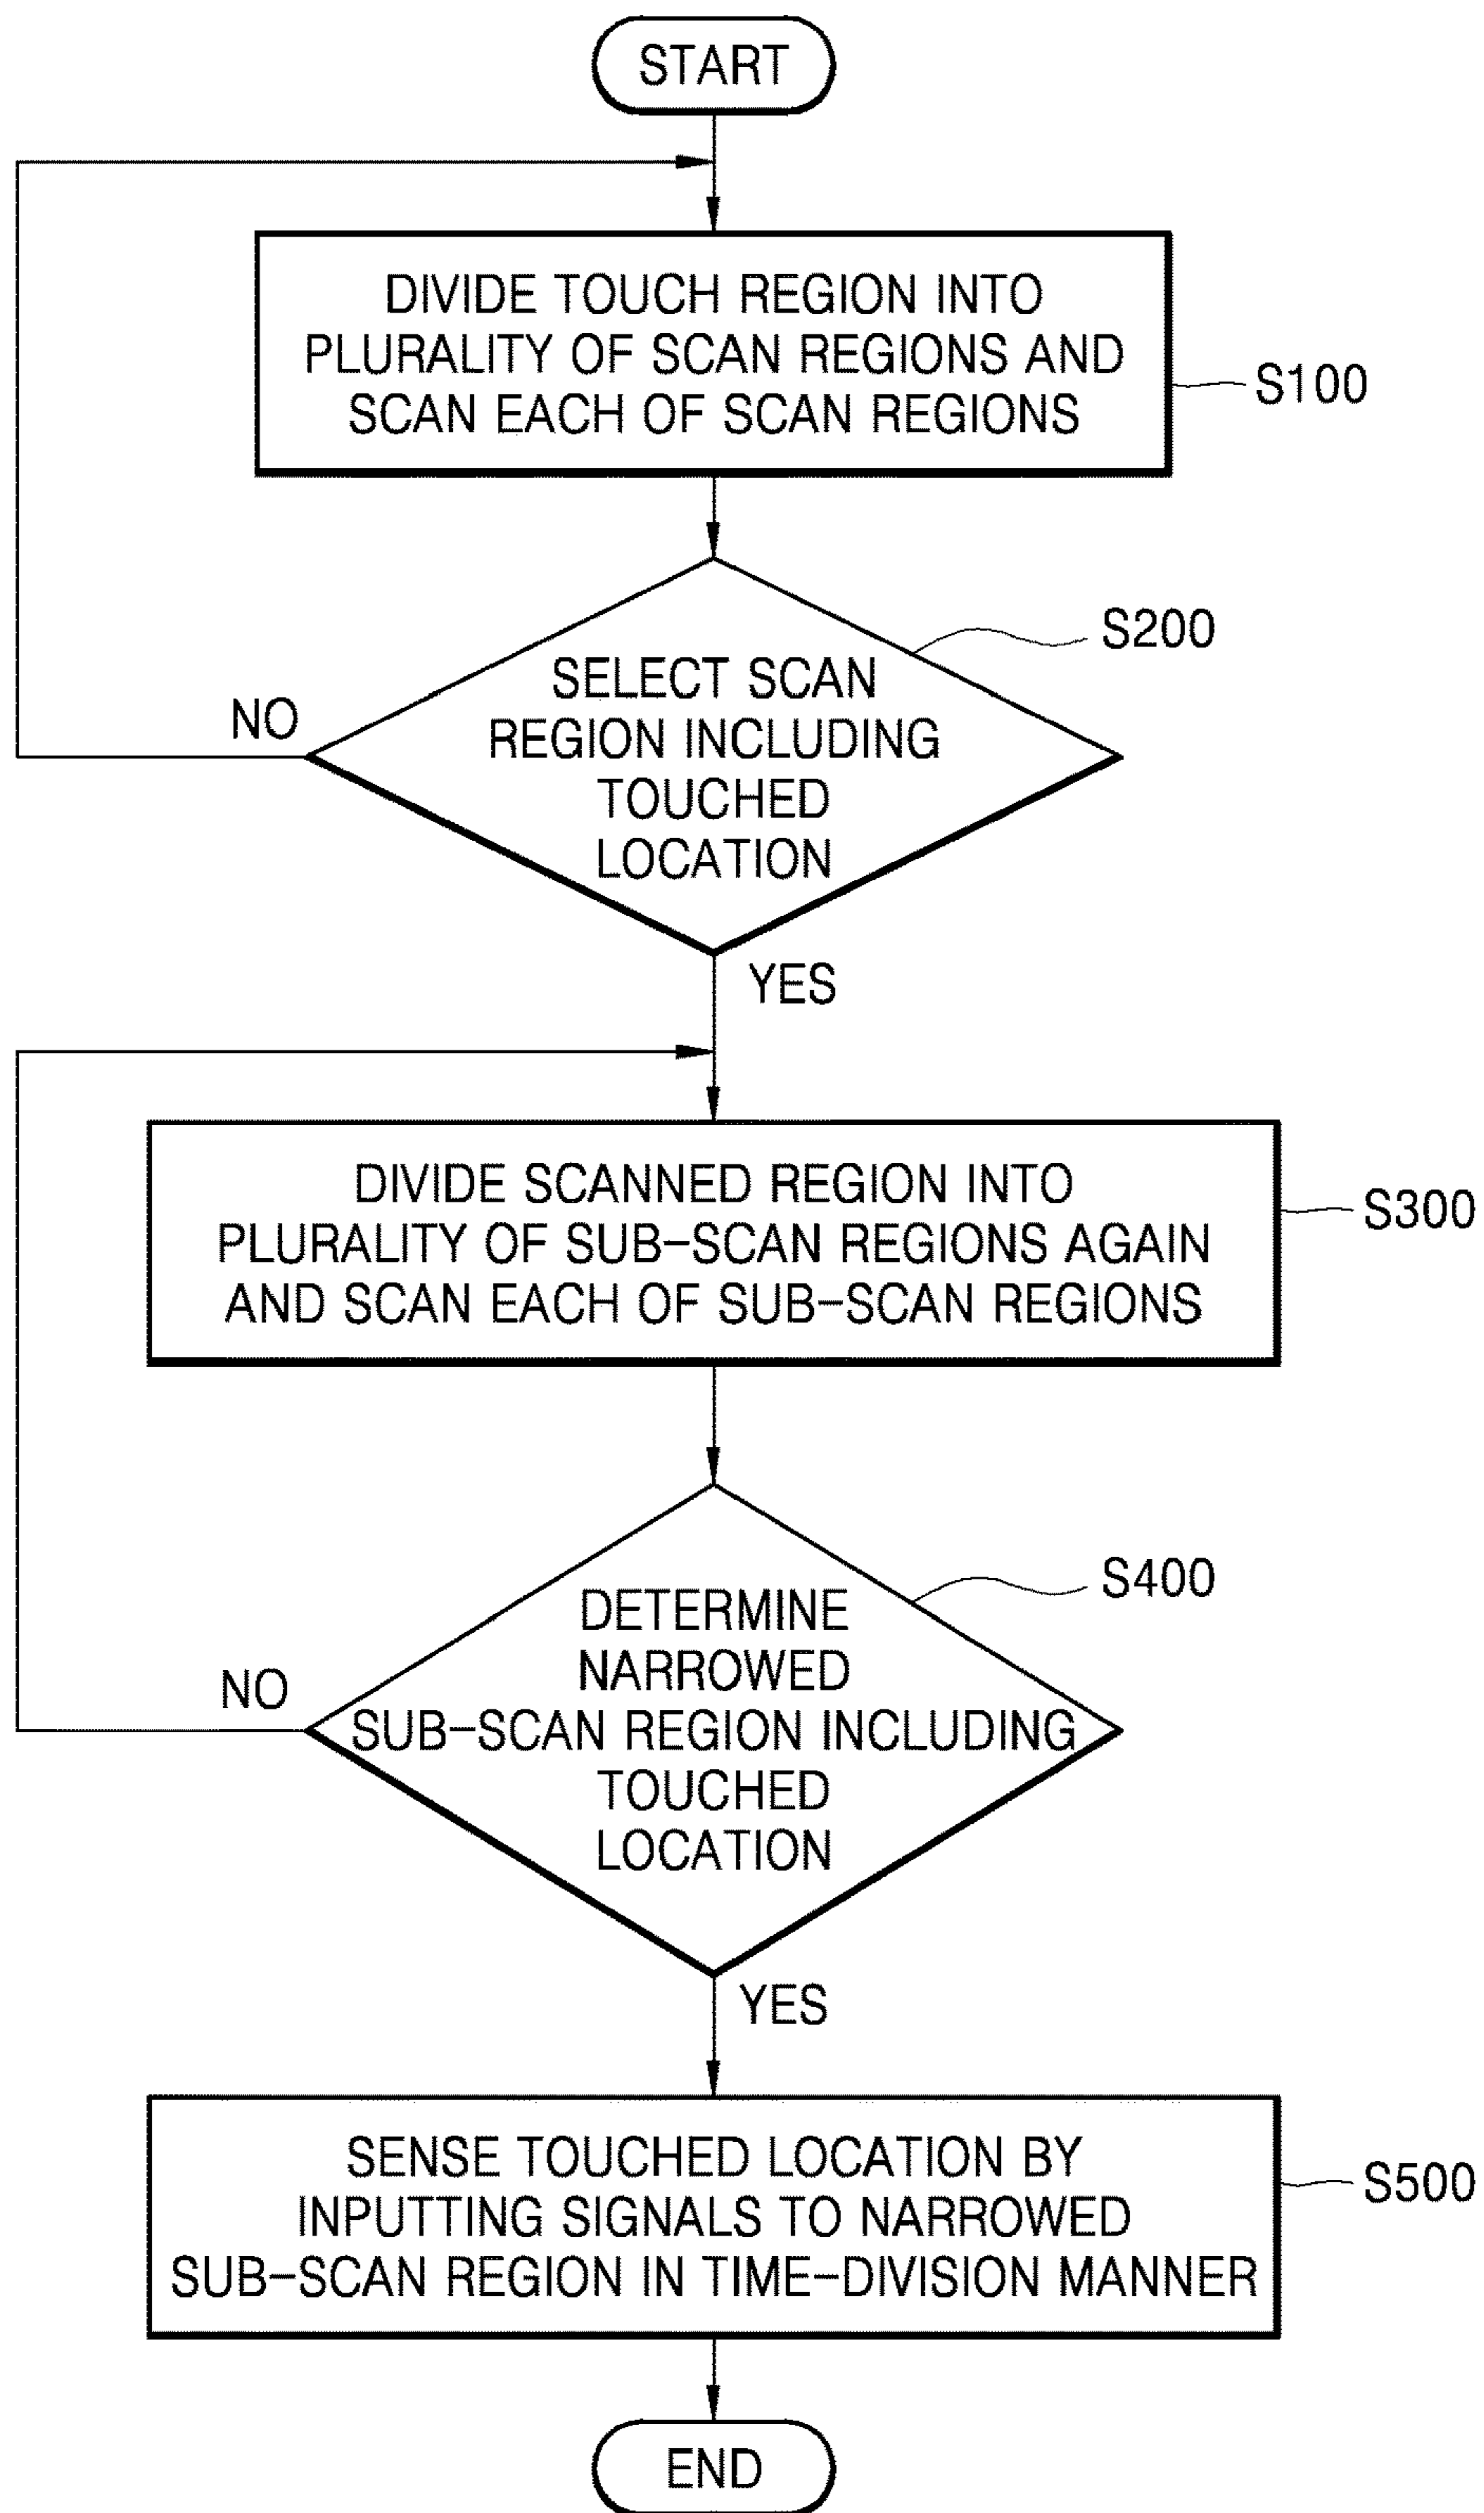 START
DIVIDE TOUCH REGION INTO
PLURALITY OF SCAN REGIONS AND
SCAN EACH OF SCAN REGIONS
S100
S200
SELECT SCAN
REGION INCLUDING
TOUCHED
LOCATION
NO
YES
DIVIDE SCANNED REGION INTO
PLURALITY OF SUB-SCAN REGIONS AGAIN
AND SCAN EACH OF SUB-SCAN REGIONS
S300
S400
DETERMINE
NARROWED
SUB-SCAN REGION INCLUDING
TOUCHED
LOCATION
NO
YES
SENSE TOUCHED LOCATION BY
INPUTTING SIGNALS TO NARROWED
SUB-SCAN REGION IN TIME-DIVISION MANNER
S500
END